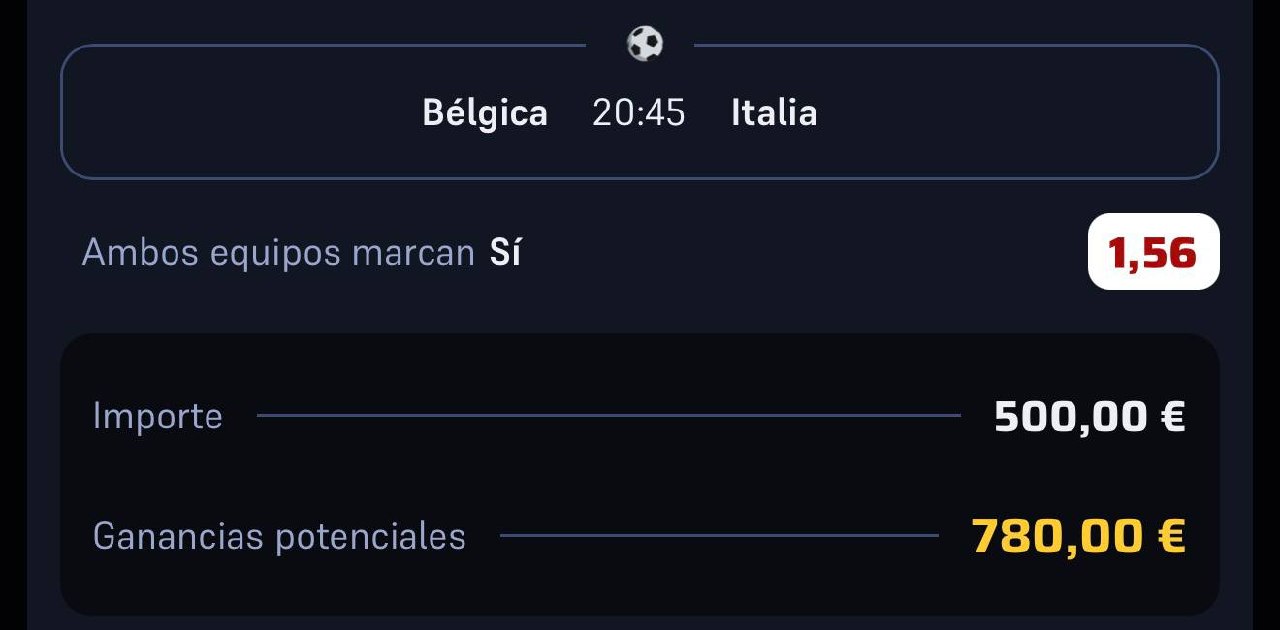 Bélgica 20:45 Italia
Ambos equipos marcan Sí 1,56
Importe 500,00 €
Ganancias potenciales 780,00 €